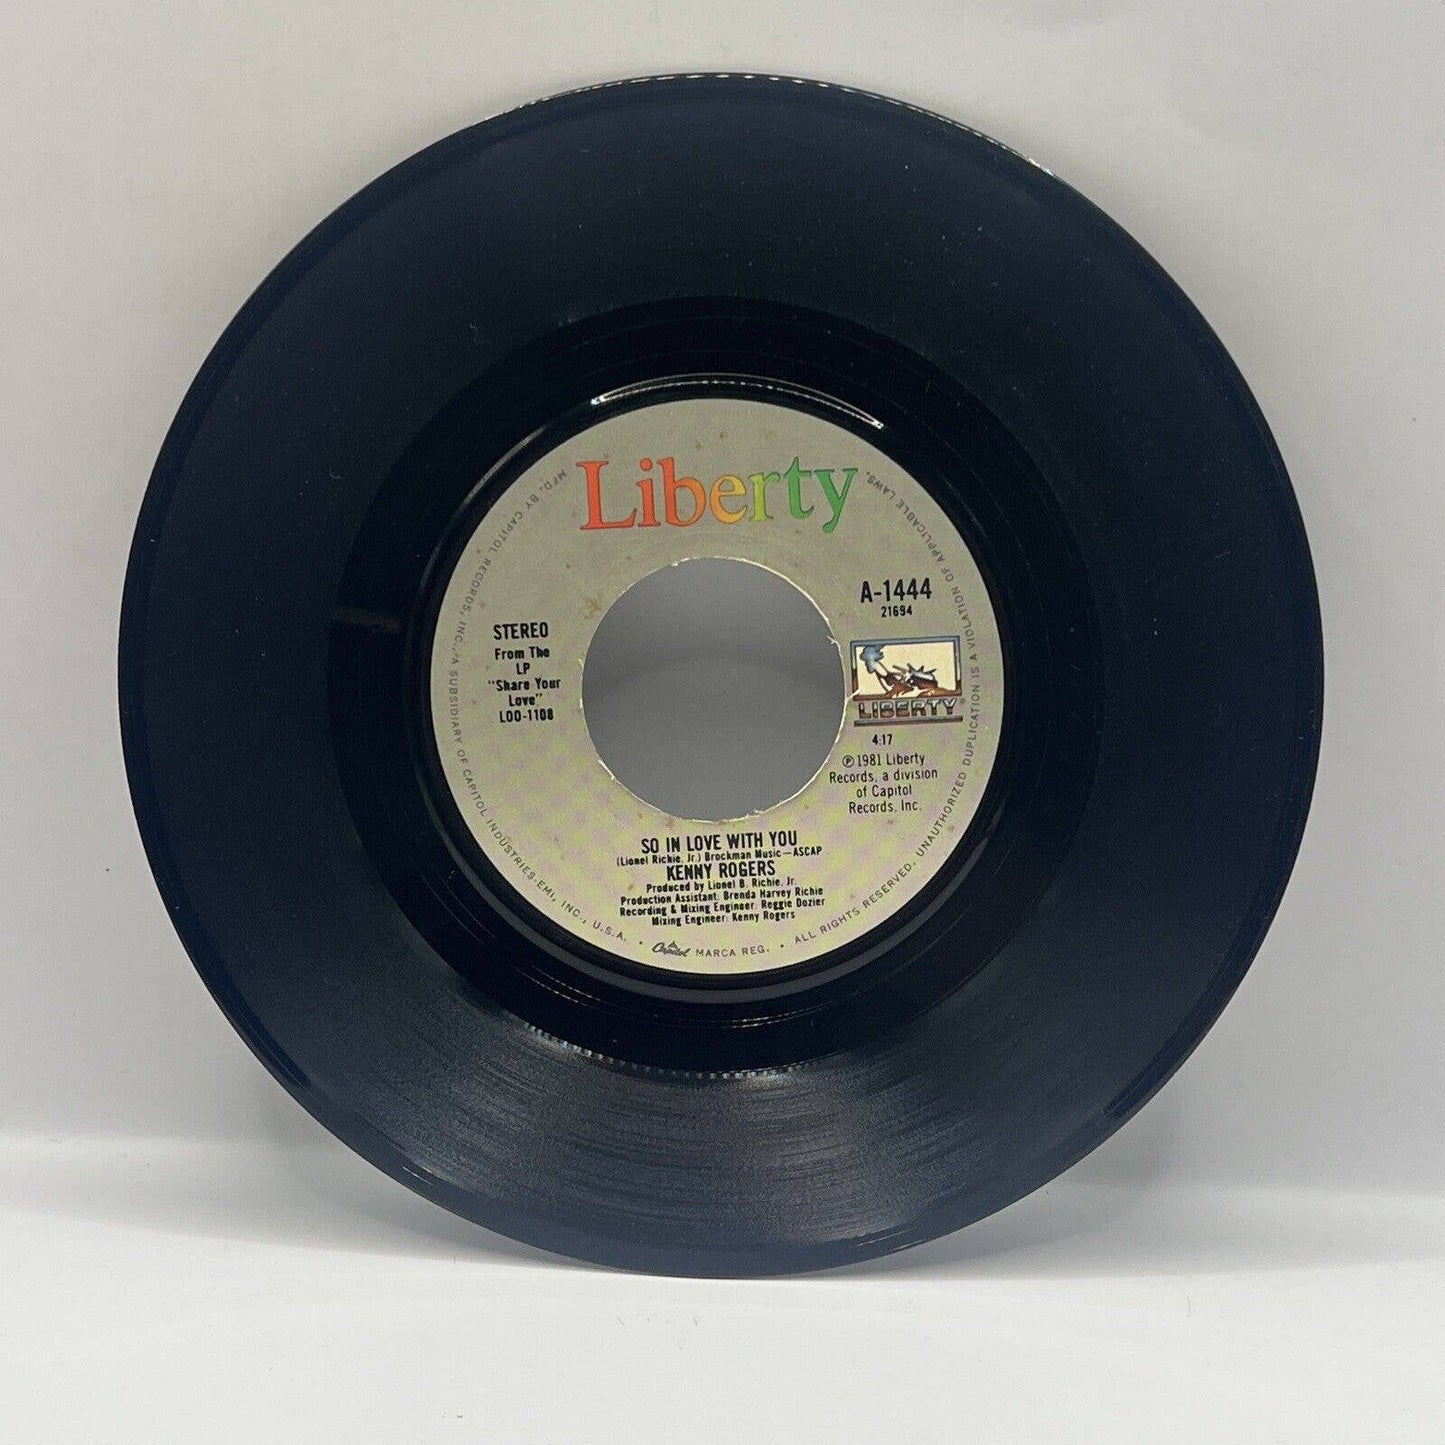 Liberty
A-1444
21694
STEREO
From The
LP
"Share Your
Love"
LOO-1108
LIBERTY
4:17
℗1981 Liberty
Records, a division
of Capitol
Records, Inc.
SO IN LOVE WITH YOU
(Lionel Richie, Jr.) Brockman Music—ASCAP
KENNY ROGERS
Produced by Lionel B. Richie, Jr.
Production Assistant: Brenda Harvey Richie
Recording & Mixing Engineer: Reggie Dozier
Mixing Engineer: Kenny Rogers
MFD. BY CAPITOL RECORDS, INC., A SUBSIDIARY OF CAPITOL INDUSTRIES-EMI, INC., U.S.A. • Capitol MARCA REG. • ALL RIGHTS RESERVED. UNAUTHORIZED DUPLICATION IS A VIOLATION OF APPLICABLE LAWS.